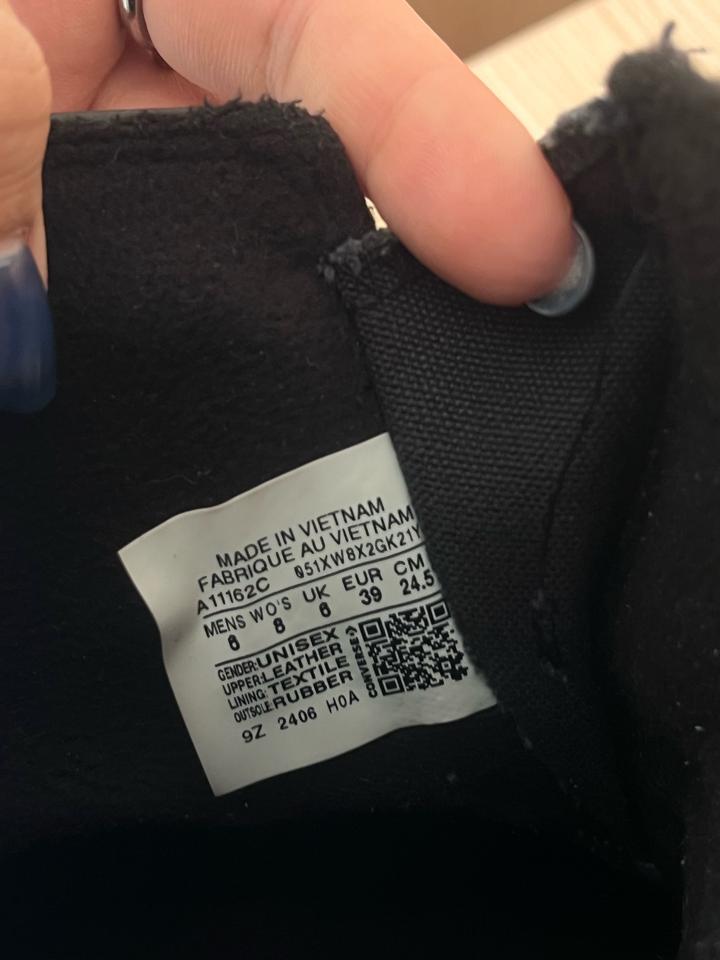 MADE IN VIETNAM
FABRIQUE AU VIETNAM
A11162C 051XW8X2GK21Y
MENS WO'S UK EUR CM
6 8 6 39 24.5
GENDER:UNISEX
UPPER:LEATHER
LINING:TEXTILE
OUTSOLE:RUBBER
CONVERSE
9Z 2406 H0A